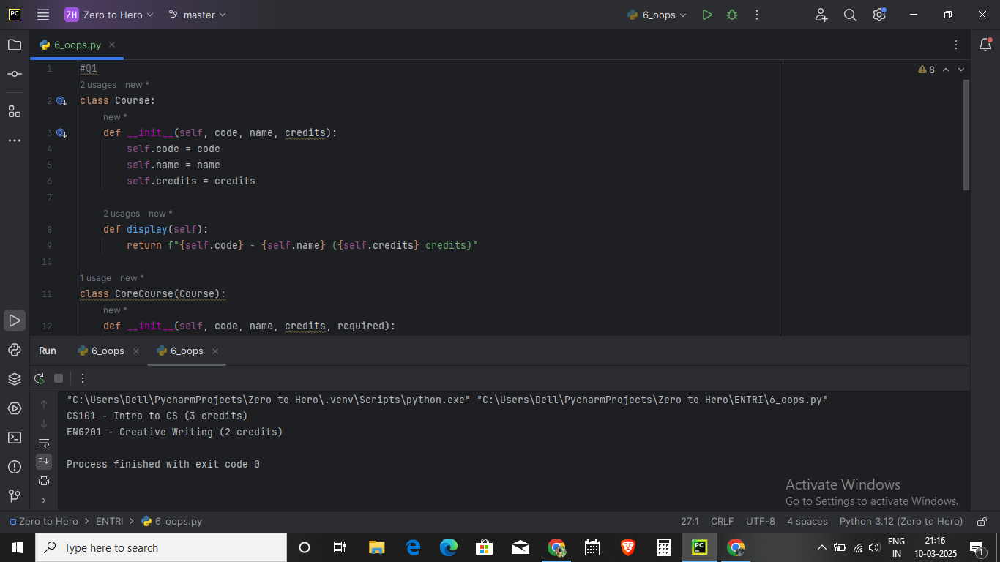 PC ZH Zero to Hero master 6_oops
6_oops.py
1 #Q1
8
2 usages new *
2 class Course:
new *
3 def __init__(self, code, name, credits):
4 self.code = code
5 self.name = name
6 self.credits = credits
7
2 usages new *
8 def display(self):
9 return f"{self.code} - {self.name} ({self.credits} credits)"
10
1 usage new *
11 class CoreCourse(Course):
new *
12 def __init__(self, code, name, credits, required):
Run 6_oops 6_oops
"C:\Users\Dell\PycharmProjects\Zero to Hero\.venv\Scripts\python.exe" "C:\Users\Dell\PycharmProjects\Zero to Hero\ENTRI\6_oops.py"
CS101 - Intro to CS (3 credits)
ENG201 - Creative Writing (2 credits)
Process finished with exit code 0
Activate Windows
Go to Settings to activate Windows.
Zero to Hero > ENTRI > 6_oops.py 27:1 CRLF UTF-8 4 spaces Python 3.12 (Zero to Hero)
Type here to search PC ENG 21:16
IN 10-03-2025 1